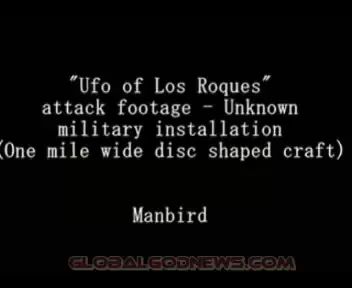 "Ufo of Los Roques"
attack footage - Unknown
military installation
(One mile wide disc shaped craft)
Manbird
GLOBALGODNEWS.COM